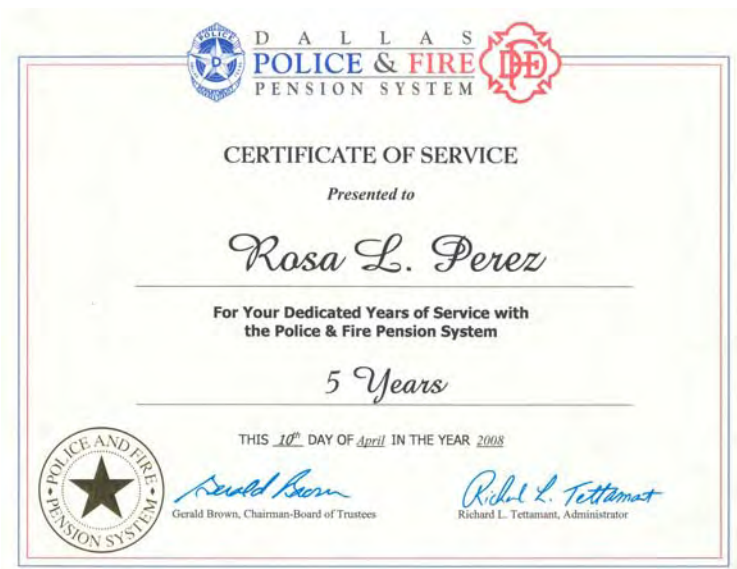 DALLAS
POLICE & FIRE
PENSION SYSTEM
POLICE
D
DFD
CERTIFICATE OF SERVICE
Presented to
Rosa L. Perez
For Your Dedicated Years of Service with
the Police & Fire Pension System
5 Years
THIS 10th DAY OF April IN THE YEAR 2008
POLICE AND FIRE
PENSION SYSTEM
Gerald Brown
Richard L. Tettamant
Gerald Brown, Chairman-Board of Trustees
Richard L. Tettamant, Administrator